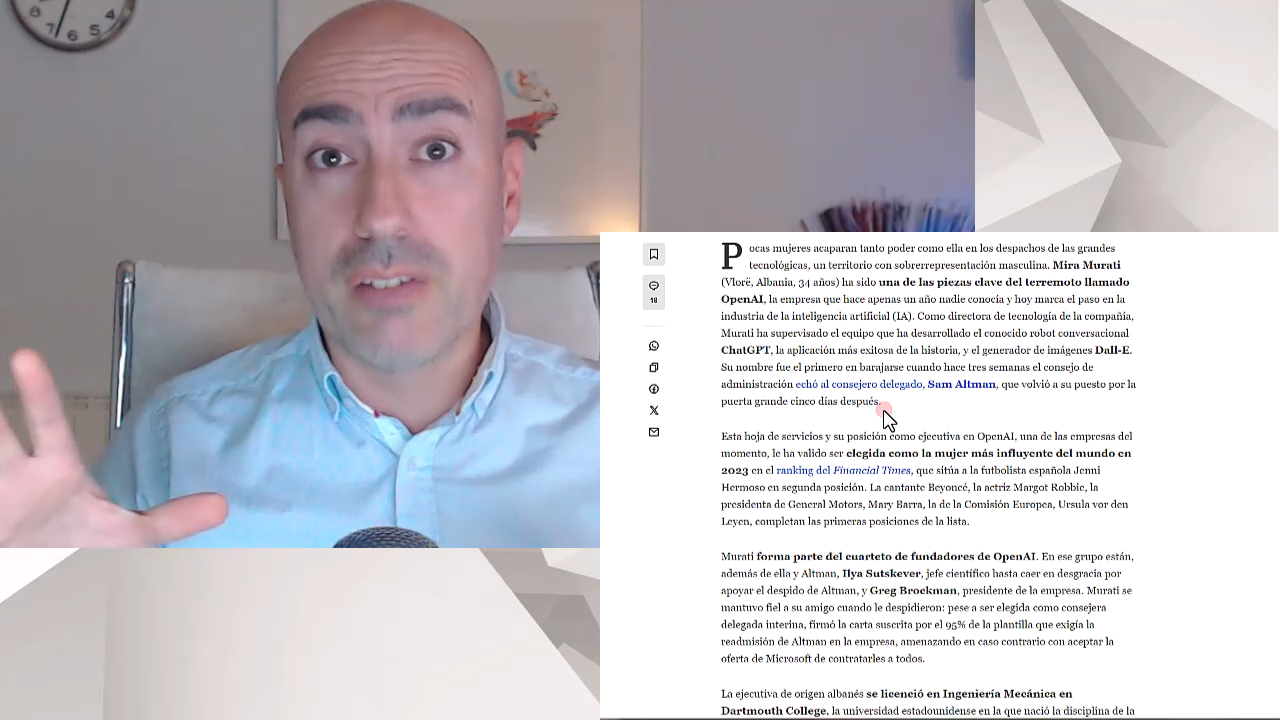 8
7
6
5
4
Pocas mujeres acaparan tanto poder como ella en los despachos de las grandes
tecnológicas, un territorio con sobrerrepresentación masculina. Mira Murati
(Vlorë, Albania, 34 años) ha sido una de las piezas clave del terremoto llamado
OpenAI, la empresa que hace apenas un año nadie conocía y hoy marca el paso en la
industria de la inteligencia artificial (IA). Como directora de tecnología de la compañía,
Murati ha supervisado el equipo que ha desarrollado el conocido robot conversacional
ChatGPT, la aplicación más exitosa de la historia, y el generador de imágenes Dall-E.
Su nombre fue el primero en barajarse cuando hace tres semanas el consejo de
administración echó al consejero delegado, Sam Altman, que volvió a su puesto por la
puerta grande cinco días después.
18
Esta hoja de servicios y su posición como ejecutiva en OpenAI, una de las empresas del
momento, le ha valido ser elegida como la mujer más influyente del mundo en
2023 en el ranking del Financial Times, que sitúa a la futbolista española Jenni
Hermoso en segunda posición. La cantante Beyoncé, la actriz Margot Robbie, la
presidenta de General Motors, Mary Barra, la de la Comisión Europea, Ursula vor den
Leyen, completan las primeras posiciones de la lista.
Murati forma parte del cuarteto de fundadores de OpenAI. En ese grupo están,
además de ella y Altman, Ilya Sutskever, jefe científico hasta caer en desgracia por
apoyar el despido de Altman, y Greg Brockman, presidente de la empresa. Murati se
mantuvo fiel a su amigo cuando le despidieron: pese a ser elegida como consejera
delegada interina, firmó la carta suscrita por el 95% de la plantilla que exigía la
readmisión de Altman en la empresa, amenazando en caso contrario con aceptar la
oferta de Microsoft de contratarles a todos.
La ejecutiva de origen albanés se licenció en Ingeniería Mecánica en
Dartmouth College, la universidad estadounidense en la que nació la disciplina de la